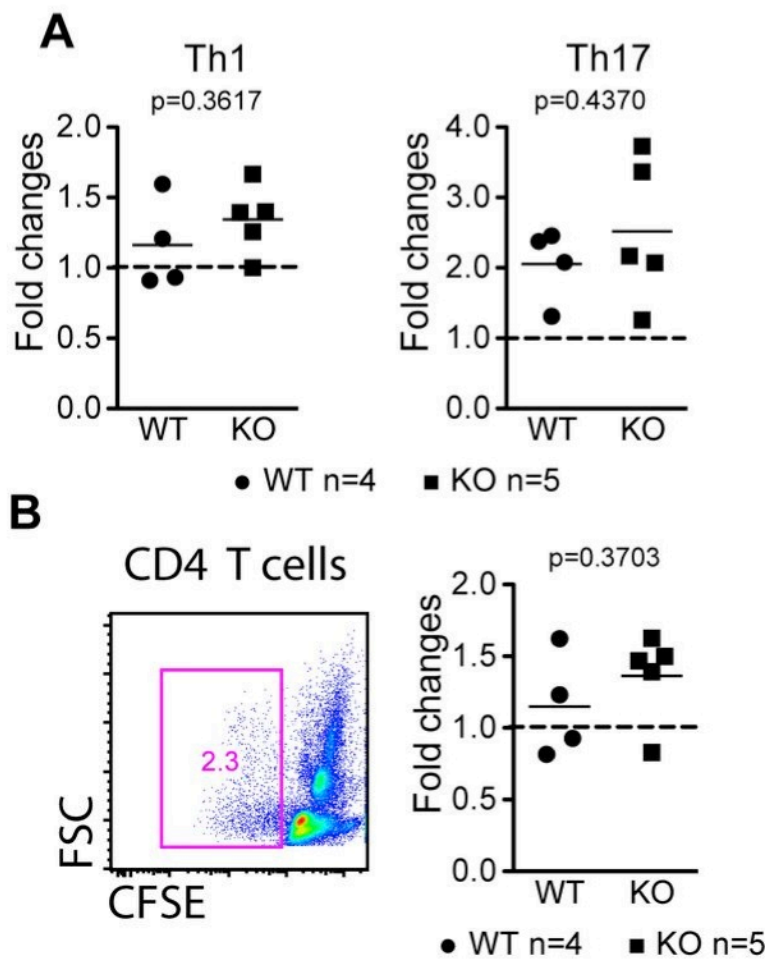 A
Th1
p=0.3617
Fold changes
2.0
1.5
1.0
0.5
0.0
WT KO
Th17
p=0.4370
Fold changes
4.0
3.0
2.0
1.0
0.0
WT KO
WT n=4 KO n=5
B
CD4 T cells
2.3
FSC
CFSE
p=0.3703
Fold changes
2.0
1.5
1.0
0.5
0.0
WT KO
WT n=4 KO n=5